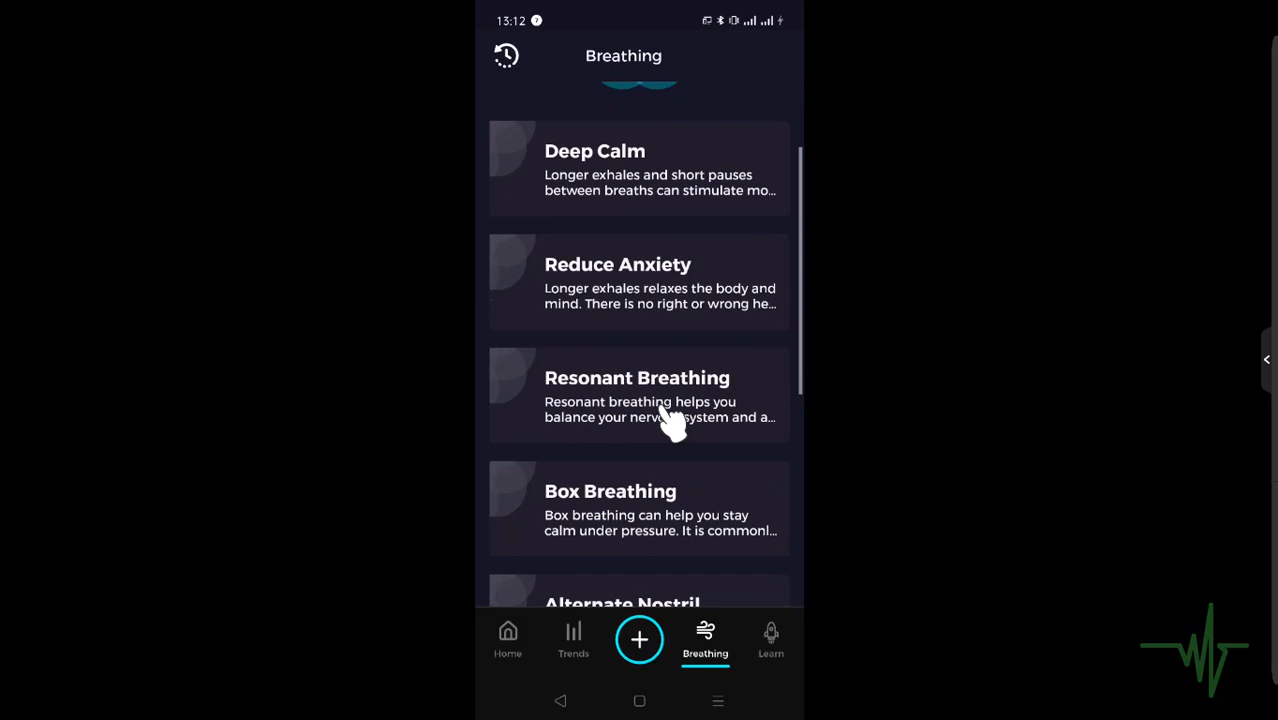 13:12
7
Breathing
Deep Calm
Longer exhales and short pauses
between breaths can stimulate mo...
Reduce Anxiety
Longer exhales relaxes the body and
mind. There is no right or wrong he...
Resonant Breathing
Resonant breathing helps you
balance your system and a...
Box Breathing
Box breathing can help you stay
calm under pressure. It is commonl...
Alternate Nostril
Home
Trends
Breathing
Learn